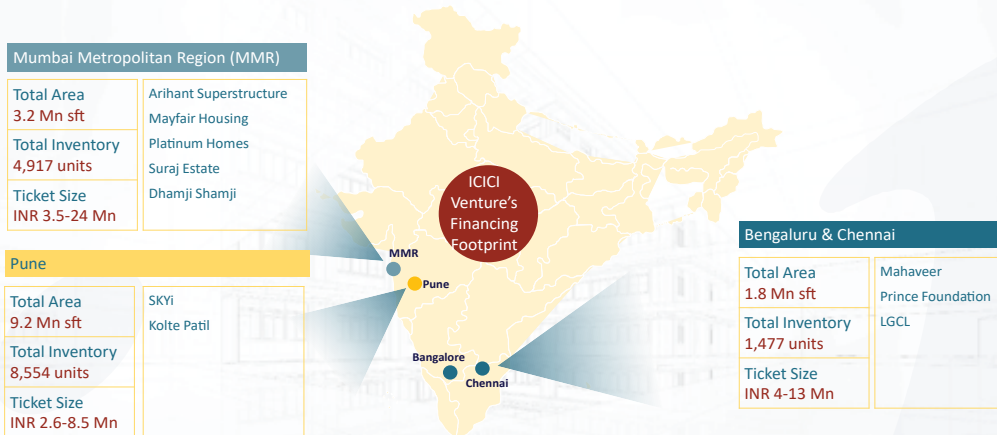 Mumbai Metropolitan Region (MMR)
Total Area
3.2 Mn sft
Total Inventory
4,917 units
Ticket Size
INR 3.5-24 Mn
Arihant Superstructure
Mayfair Housing
Platinum Homes
Suraj Estate
Dhamji Shamji
Pune
Total Area
9.2 Mn sft
Total Inventory
8,554 units
Ticket Size
INR 2.6-8.5 Mn
SKYi
Kolte Patil
ICICI
Venture’s
Financing
Footprint
MMR
Pune
Bangalore
Chennai
Bengaluru & Chennai
Total Area
1.8 Mn sft
Total Inventory
1,477 units
Ticket Size
INR 4-13 Mn
Mahaveer
Prince Foundation
LGCL